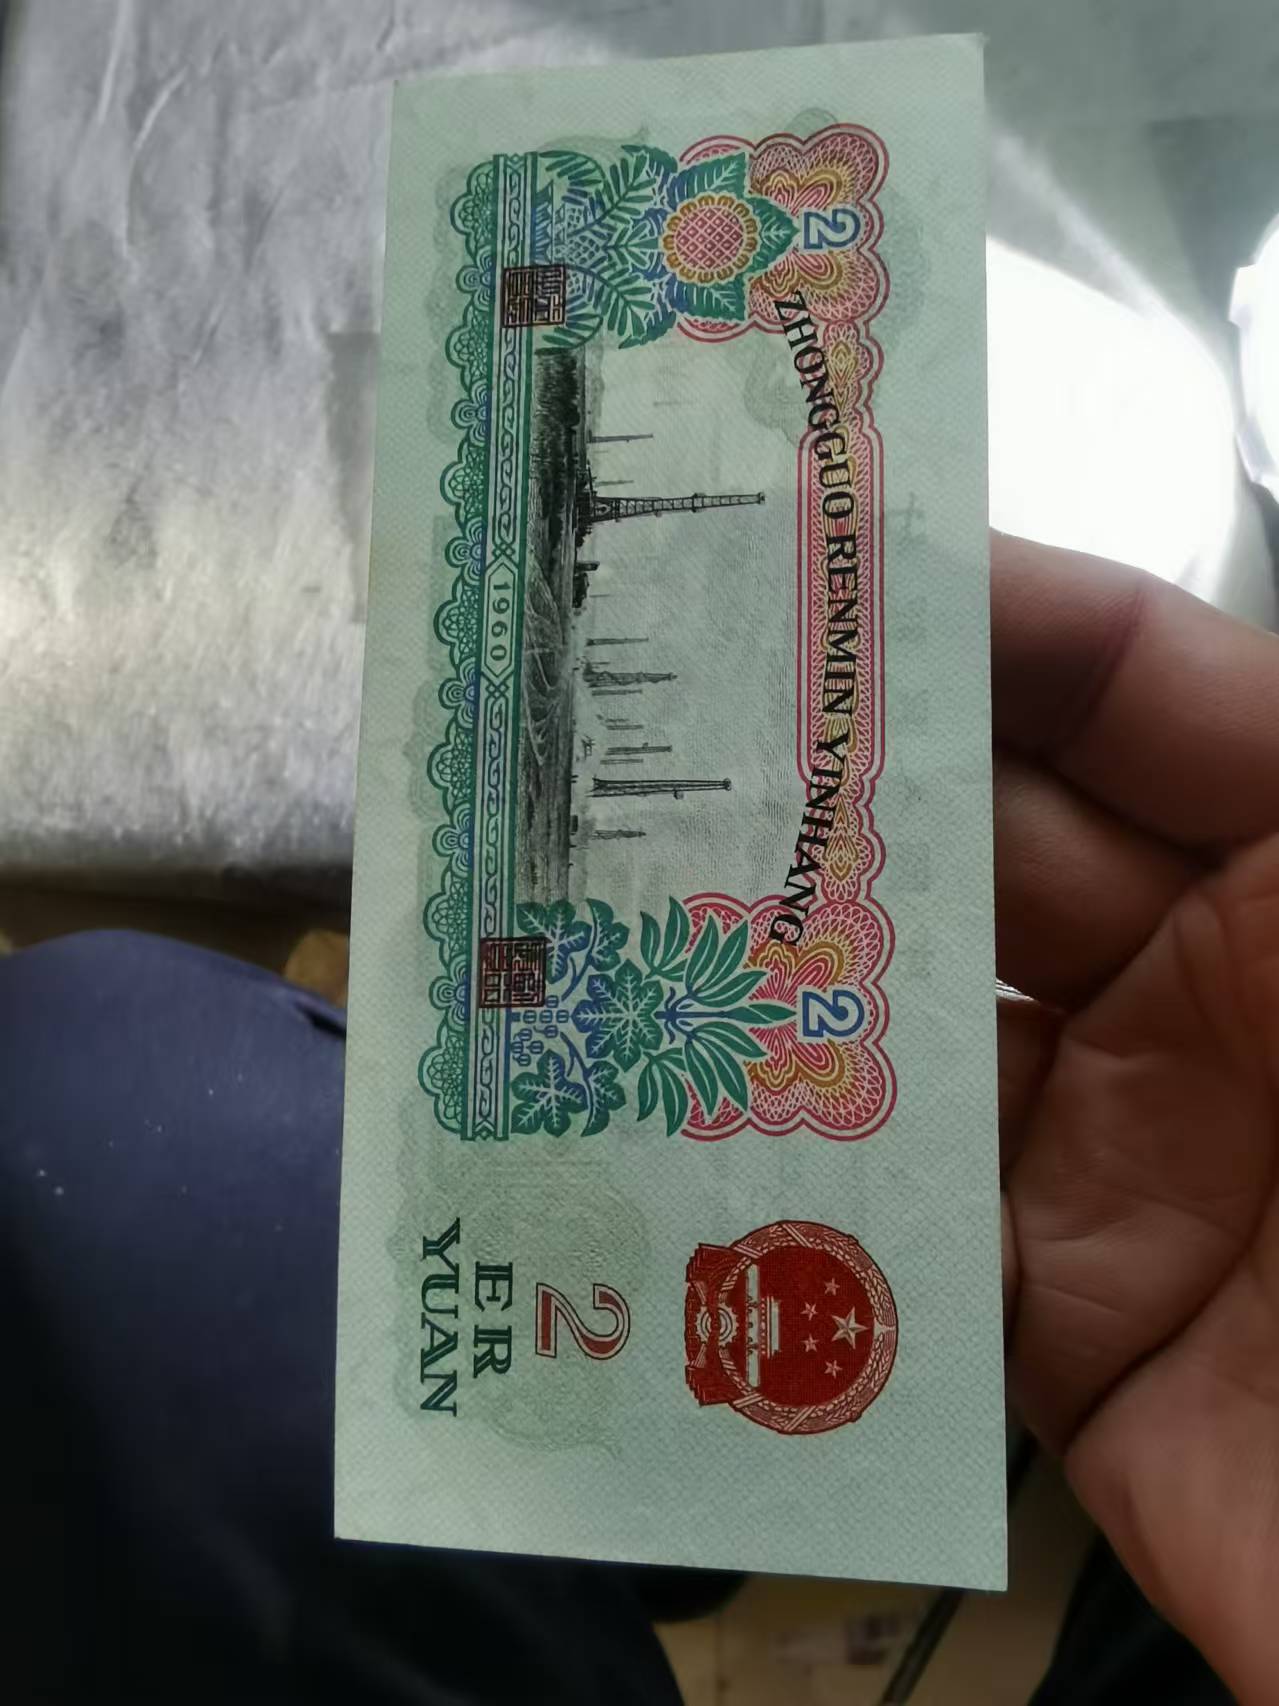 ZHONGGUO RENMIN YINHANG
2
2
1960
2
ER
YUAN